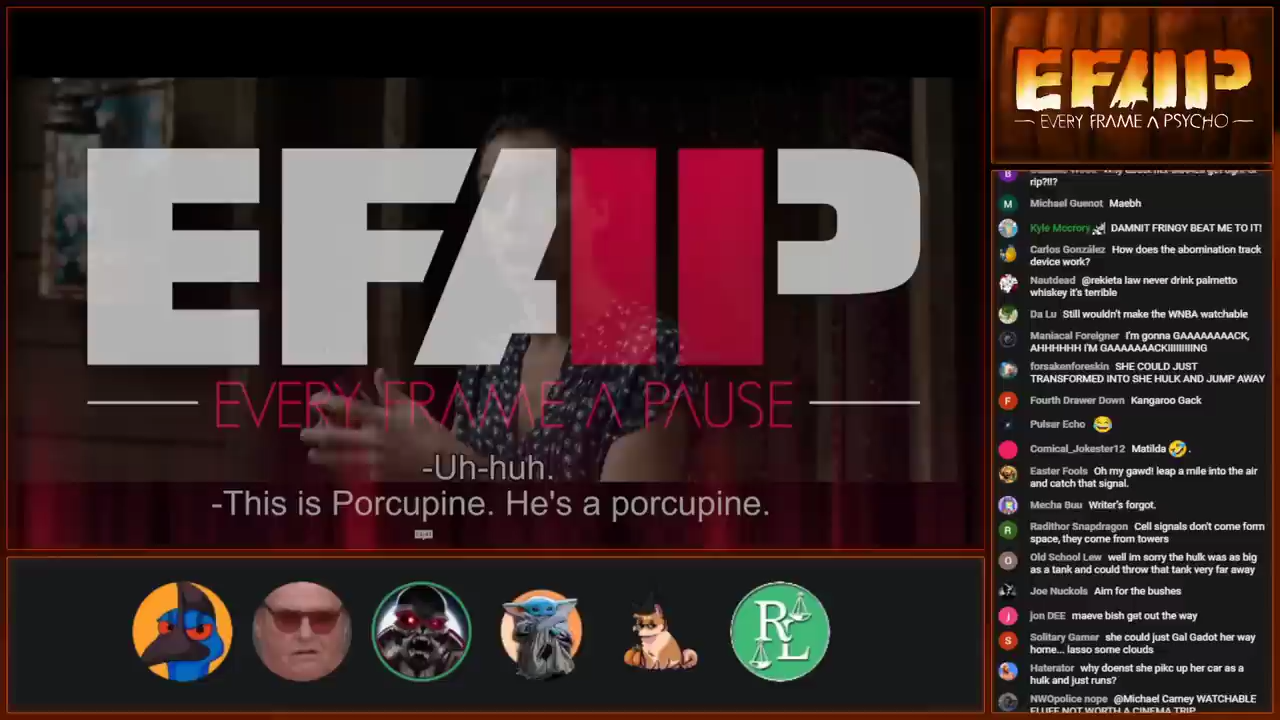 EFAP
EVERY FRAME A PAUSE
-Uh-huh.
-This is Porcupine. He's a porcupine.
RL
EFAP
EVERY FRAME A PSYCHO
rip?!!?
Michael Guenot Maebh
Kyle Mccrory DAMNIT FRINGY BEAT ME TO IT!
Carlos González How does the abomination track
device work?
Nautdead @rekieta law never drink palmetto
whiskey it's terrible
Da Lu Still wouldn't make the WNBA watchable
Maniacal Foreigner I'm gonna GAAAAAAAACK,
AHHHHHH I'M GAAAAAAACKIIIIIIIIING
forsakenforeskin SHE COULD JUST
TRANSFORMED INTO SHE HULK AND JUMP AWAY
F Fourth Drawer Down Kangaroo Gack
Pulsar Echo 😂
Comical_Jokester12 Matilda 🤣 .
Easter Fools Oh my gawd! leap a mile into the air
and catch that signal.
Mecha Buu Writer's forgot.
R Radithor Snapdragon Cell signals don't come form
space, they come from towers
Old School Lew well im sorry the hulk was as big
as a tank and could throw that tank very far away
Joe Nuckols Aim for the bushes
j jon DEE maeve bish get out the way
S Solitary Gamer she could just Gal Gadot her way
home... lasso some clouds
Haterator why doenst she pikc up her car as a
hulk and just runs?
NWOpolice nope @Michael Carney WATCHABLE
FLUFF NOT WORTH A CINEMA TRIP